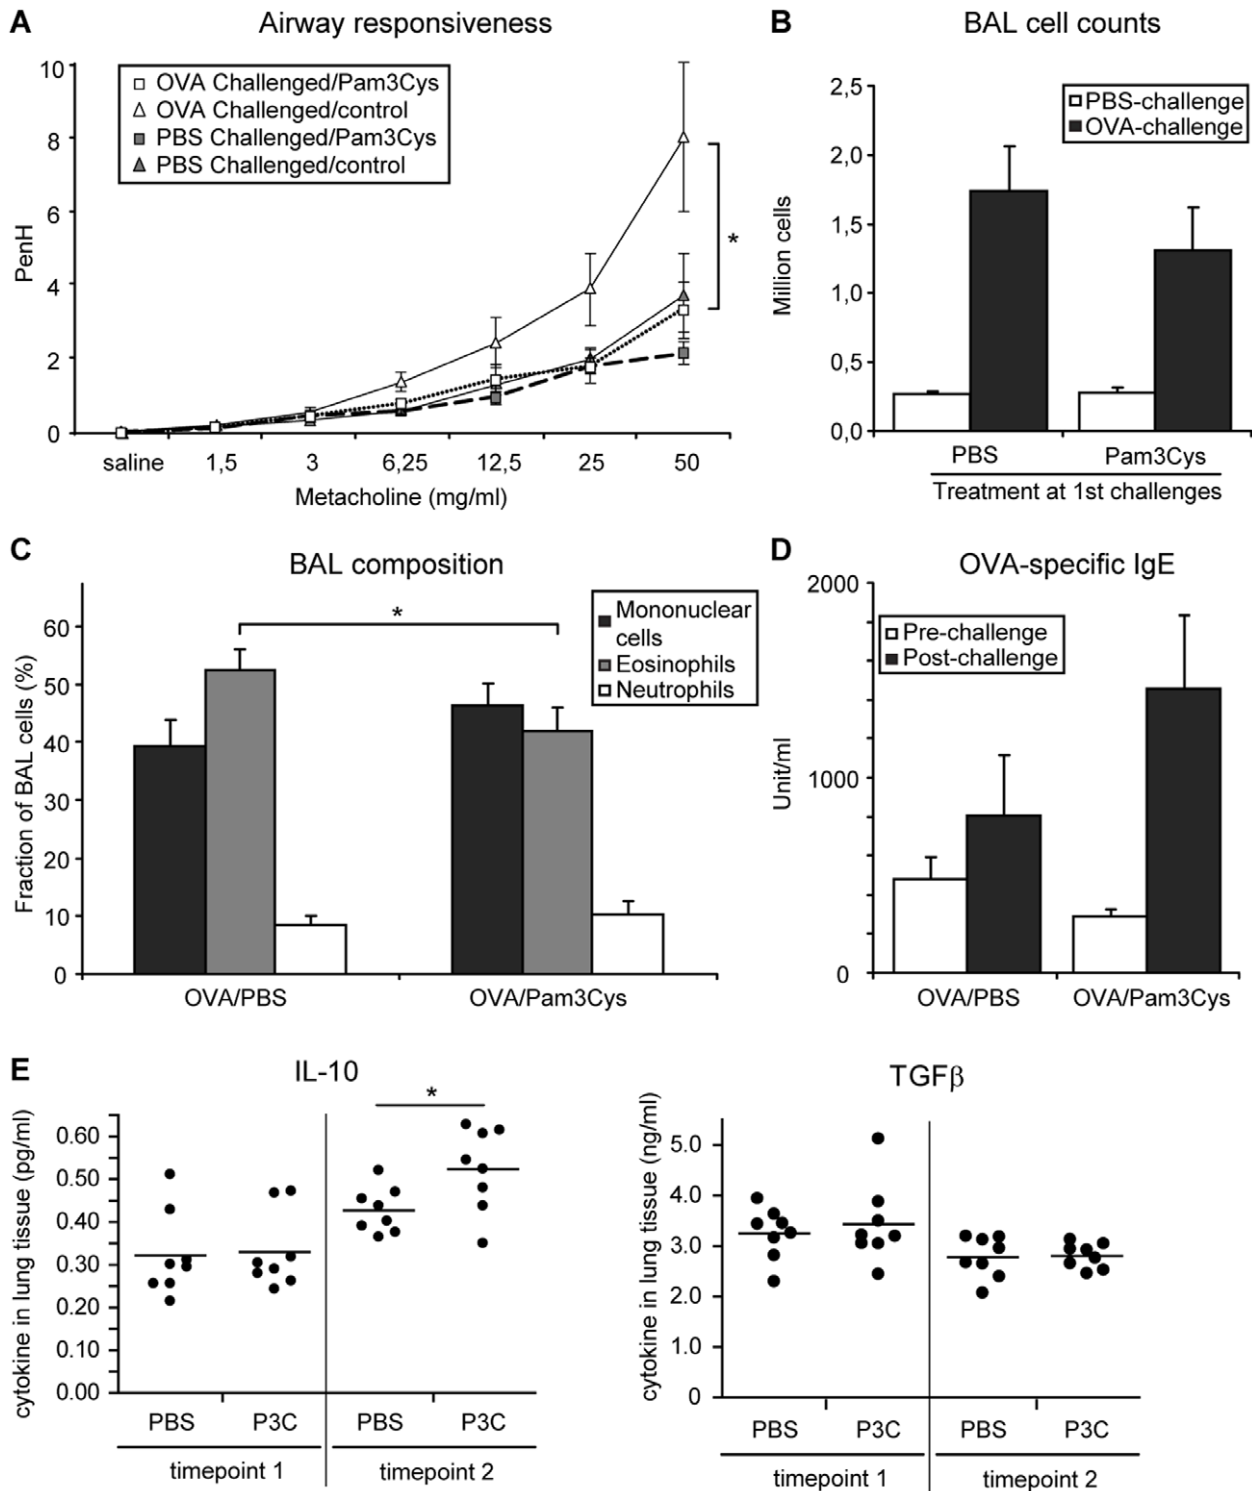 A
Airway responsiveness
10
8
6
4
2
0
PenH
OVA Challenged/Pam3Cys
OVA Challenged/control
PBS Challenged/Pam3Cys
PBS Challenged/control
*
saline 1,5 3 6,25 12,5 25 50
Metacholine (mg/ml)
B
BAL cell counts
2,5
2,0
1,5
1,0
0,5
0,0
Million cells
PBS-challenge
OVA-challenge
PBS Pam3Cys
Treatment at 1st challenges
C
BAL composition
60
50
40
30
20
10
0
Fraction of BAL cells (%)
*
Mononuclear
cells
Eosinophils
Neutrophils
OVA/PBS OVA/Pam3Cys
D
OVA-specific IgE
2000
1000
0
Unit/ml
Pre-challenge
Post-challenge
OVA/PBS OVA/Pam3Cys
E
IL-10
*
0.60
0.50
0.40
0.30
0.20
0.10
0.00
cytokine in lung tissue (pg/ml)
PBS P3C PBS P3C
timepoint 1 timepoint 2
TGFβ
5.0
4.0
3.0
2.0
1.0
0
cytokine in lung tissue (ng/ml)
PBS P3C PBS P3C
timepoint 1 timepoint 2